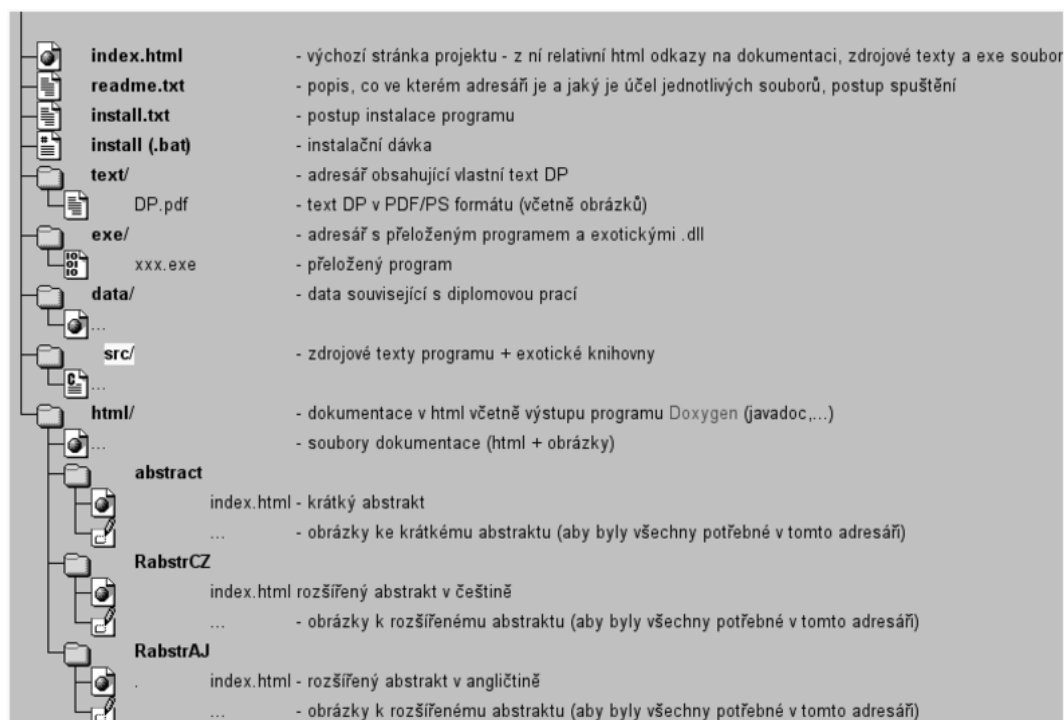 index.html - výchozí stránka projektu - z ní relativní html odkazy na dokumentaci, zdrojové texty a exe soubor
readme.txt - popis, co ve kterém adresáři je a jaký je účel jednotlivých souborů, postup spuštění
install.txt - postup instalace programu
install (.bat) - instalační dávka
text/ - adresář obsahující vlastní text DP
DP.pdf - text DP v PDF/PS formátu (včetně obrázků)
exe/ - adresář s přeloženým programem a exotickými .dll
xxx.exe - přeložený program
data/ - data související s diplomovou prací
...
src/ - zdrojové texty programu + exotické knihovny
...
html/ - dokumentace v html včetně výstupu programu Doxygen (javadoc,...)
... - soubory dokumentace (html + obrázky)
abstract
index.html - krátký abstrakt
... - obrázky ke krátkému abstraktu (aby byly všechny potřebné v tomto adresáři)
RabstrCZ
index.html rozšířený abstrakt v češtině
... - obrázky k rozšířenému abstraktu (aby byly všechny potřebné v tomto adresáři)
RabstrAJ
. index.html - rozšířený abstrakt v angličtině
... - obrázky k rozšířenému abstraktu (aby byly všechny potřebné v tomto adresáři)